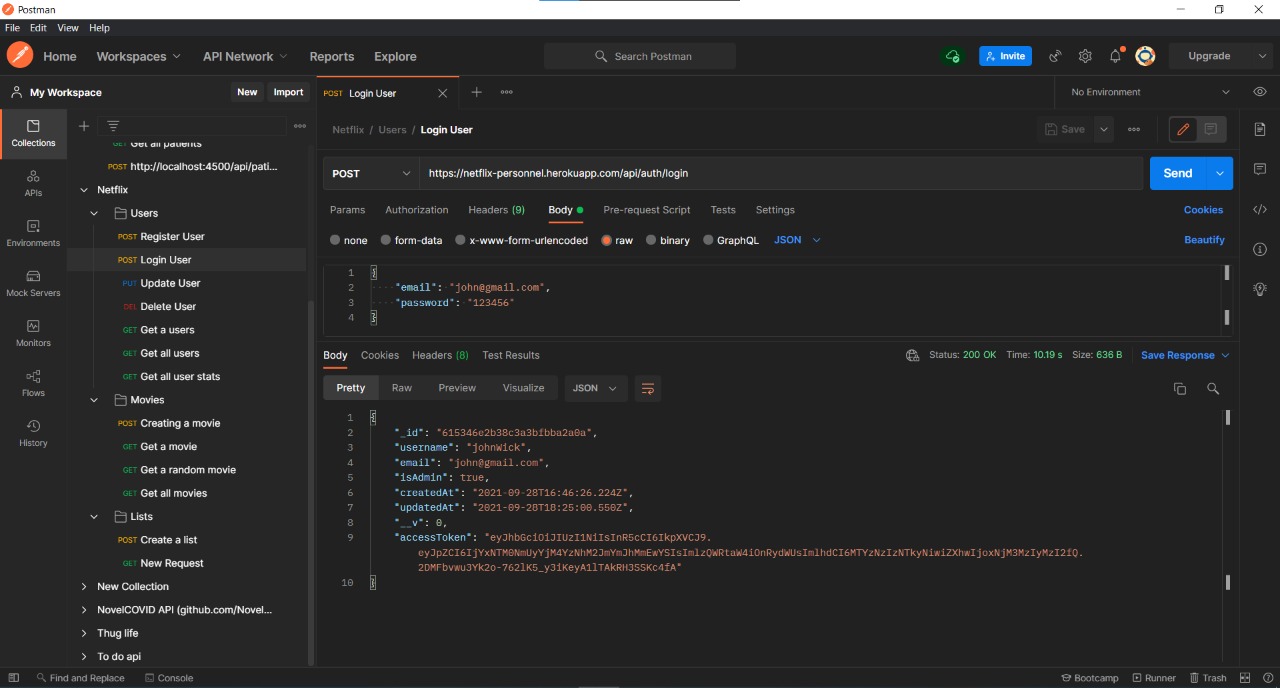 Postman
File Edit View Help
Home Workspaces API Network Reports Explore Search Postman Invite Upgrade
My Workspace New Import POST Login User No Environment
Netflix / Users / Login User Save
Collections
APIs
Environments
Mock Servers
Monitors
Flows
History
GET Get all patients
POST http://localhost:4500/api/pati...
Netflix
Users
POST Register User
POST Login User
PUT Update User
DEL Delete User
GET Get a users
GET Get all users
GET Get all user stats
Movies
POST Creating a movie
GET Get a movie
GET Get a random movie
GET Get all movies
Lists
POST Create a list
GET New Request
New Collection
NovelCOVID API (github.com/Novel...
Thug life
To do api
POST https://netflix-personnel.herokuapp.com/api/auth/login Send
Params Authorization Headers (9) Body Pre-request Script Tests Settings Cookies
none form-data x-www-form-urlencoded raw binary GraphQL JSON Beautify
1 {
2 ····"email":·"john@gmail.com",
3 ····"password":·"123456"
4 }
Body Cookies Headers (8) Test Results Status: 200 OK Time: 10.19 s Size: 636 B Save Response
Pretty Raw Preview Visualize JSON
1 {
2 "_id": "615346e2b38c3a3bfbba2a0a",
3 "username": "johnWick",
4 "email": "john@gmail.com",
5 "isAdmin": true,
6 "createdAt": "2021-09-28T16:46:26.224Z",
7 "updatedAt": "2021-09-28T18:25:00.550Z",
8 "__v": 0,
9 "accessToken": "eyJhbGciOiJIUzI1NiIsInR5cCI6IkpXVCJ9.
eyJpZCI6IjYxNTM0NmUyYjM4YzNhM2JmYmJhMmEwYSIsImlzQWRtaW4iOnRydWUsImlhdCI6MTYzNzIzNTkyNiwiZXhwIjoxNjM3MzIyMzI2fQ.
2DMFbvwu3Yk2o-762lK5_y3iKeyA1lTAkRH3SSKc4fA"
10 }
Find and Replace Console Bootcamp Runner Trash